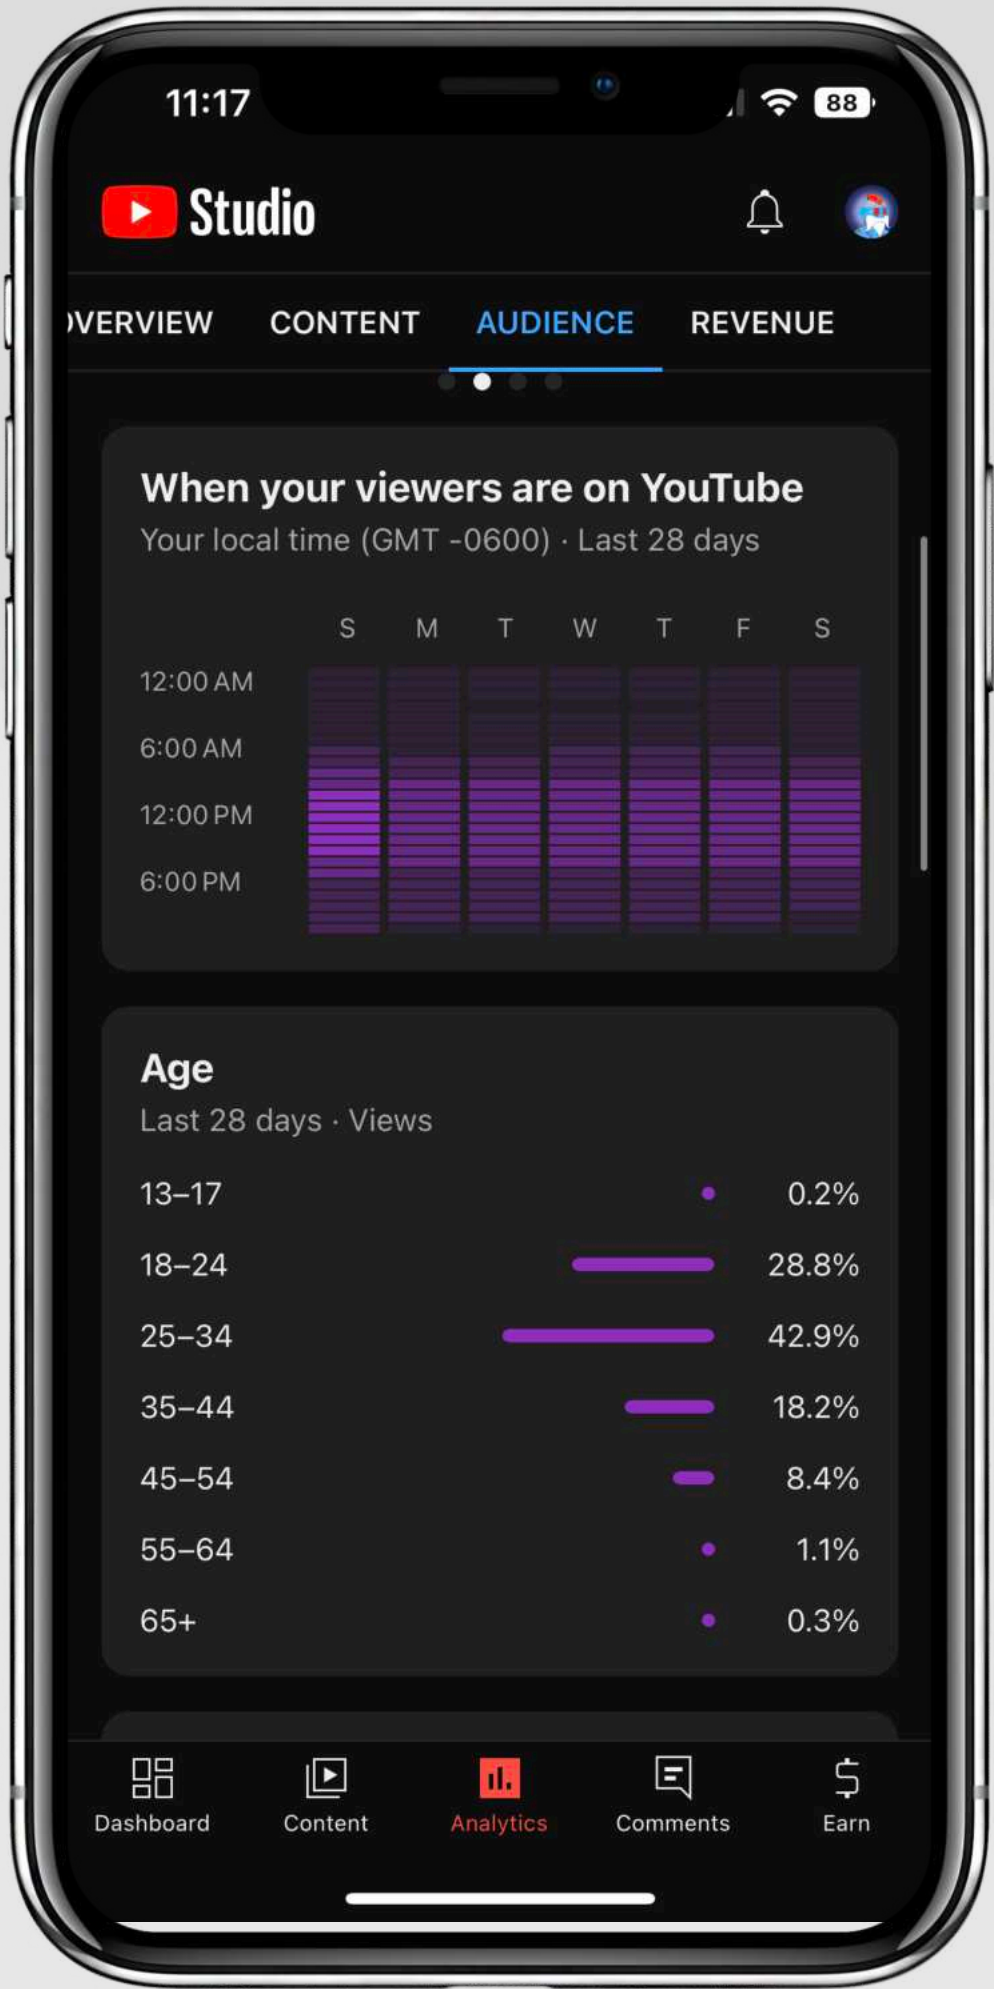 11:17
88
Studio
OVERVIEW CONTENT AUDIENCE REVENUE
When your viewers are on YouTube
Your local time (GMT -0600) · Last 28 days
S M T W T F S
12:00 AM
6:00 AM
12:00 PM
6:00 PM
Age
Last 28 days · Views
13–17 0.2%
18–24 28.8%
25–34 42.9%
35–44 18.2%
45–54 8.4%
55–64 1.1%
65+ 0.3%
Dashboard Content Analytics Comments Earn